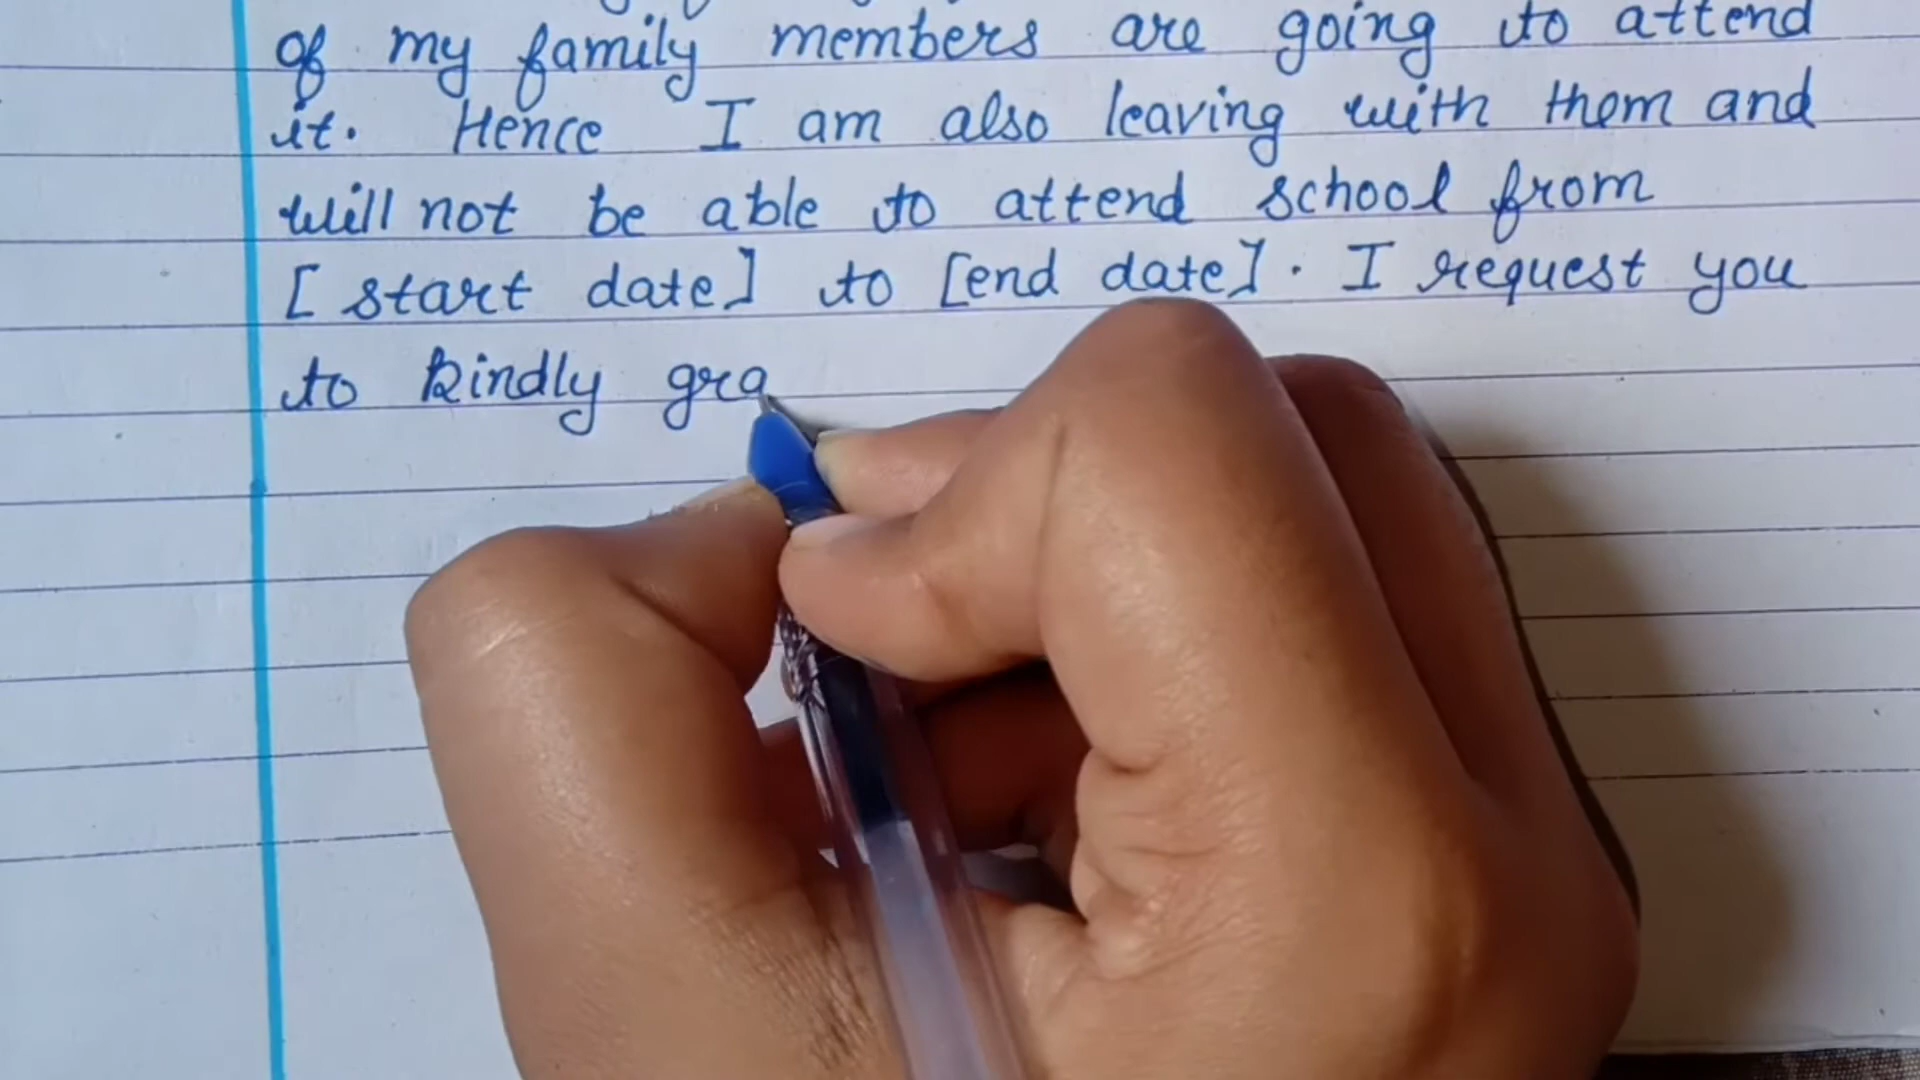 of my family members are going to attend
it. Hence I am also leaving with them and
will not be able to attend school from
[start date] to [end date]. I request you
to kindly gra